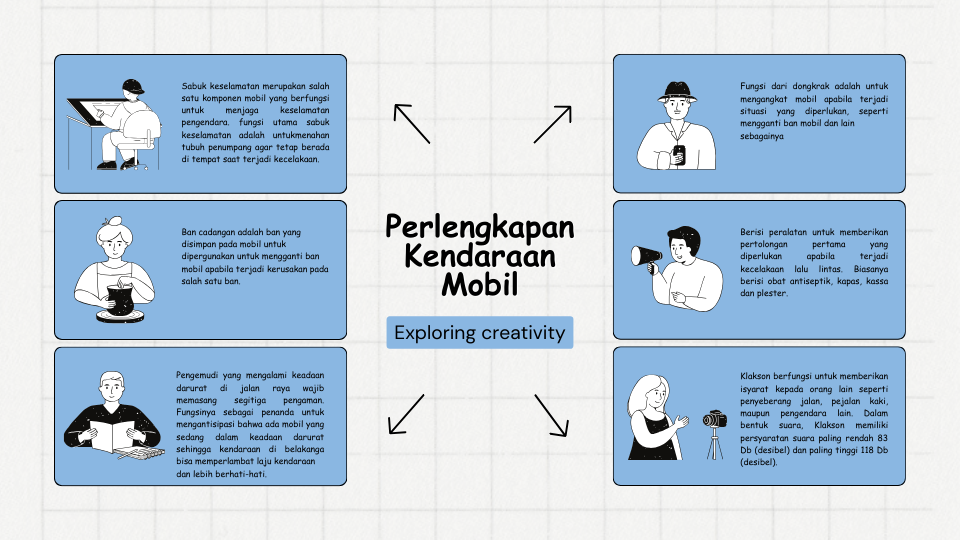 Sabuk keselamatan merupakan salah
satu komponen mobil yang berfungsi
untuk menjaga keselamatan
pengendara. fungsi utama sabuk
keselamatan adalah untukmenahan
tubuh penumpang agar tetap berada
di tempat saat terjadi kecelakaan.
Ban cadangan adalah ban yang
disimpan pada mobil untuk
dipergunakan untuk mengganti ban
mobil apabila terjadi kerusakan pada
salah satu ban.
Pengemudi yang mengalami keadaan
darurat di jalan raya wajib
memasang segitiga pengaman.
Fungsinya sebagai penanda untuk
mengantisipasi bahwa ada mobil yang
sedang dalam keadaan darurat
sehingga kendaraan di belakanga
bisa memperlambat laju kendaraan
dan lebih berhati-hati.
Perlengkapan
Kendaraan
Mobil
Exploring creativity
Fungsi dari dongkrak adalah untuk
mengangkat mobil apabila terjadi
situasi yang diperlukan, seperti
mengganti ban mobil dan lain
sebagainya
Berisi peralatan untuk memberikan
pertolongan pertama yang
diperlukan apabila terjadi
kecelakaan lalu lintas. Biasanya
berisi obat antiseptik, kapas, kassa
dan plester.
Klakson berfungsi untuk memberikan
isyarat kepada orang lain seperti
penyeberang jalan, pejalan kaki,
maupun pengendara lain. Dalam
bentuk suara, Klakson memiliki
persyaratan suara paling rendah 83
Db (desibel) dan paling tinggi 118 Db
(desibel).